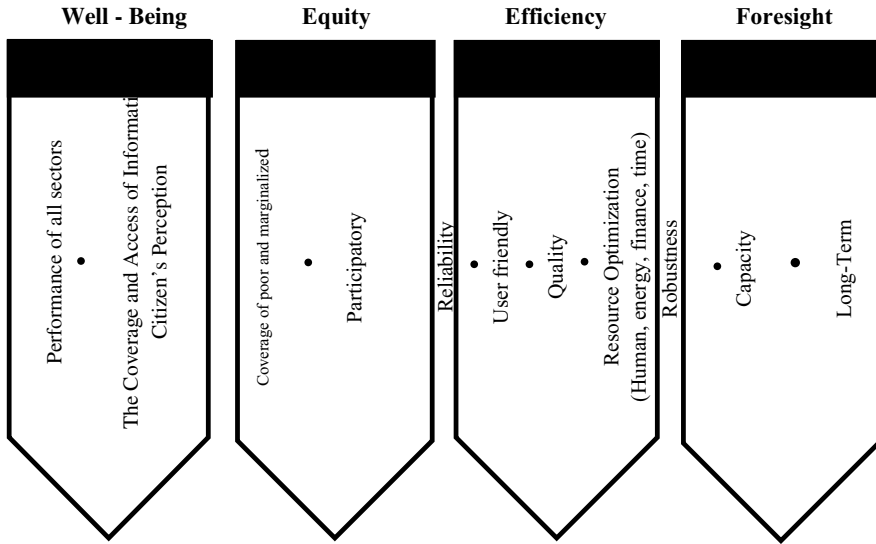 Well - Being
Equity
Efficiency
Foresight
Performance of all sectors
•
The Coverage and Access of Informati
Citizen’s Perception
Coverage of poor and marginalized
•
Participatory
Reliability
•
User friendly
•
Quality
•
Resource Optimization
(Human, energy, finance, time)
Robustness
•
Capacity
•
Long-Term